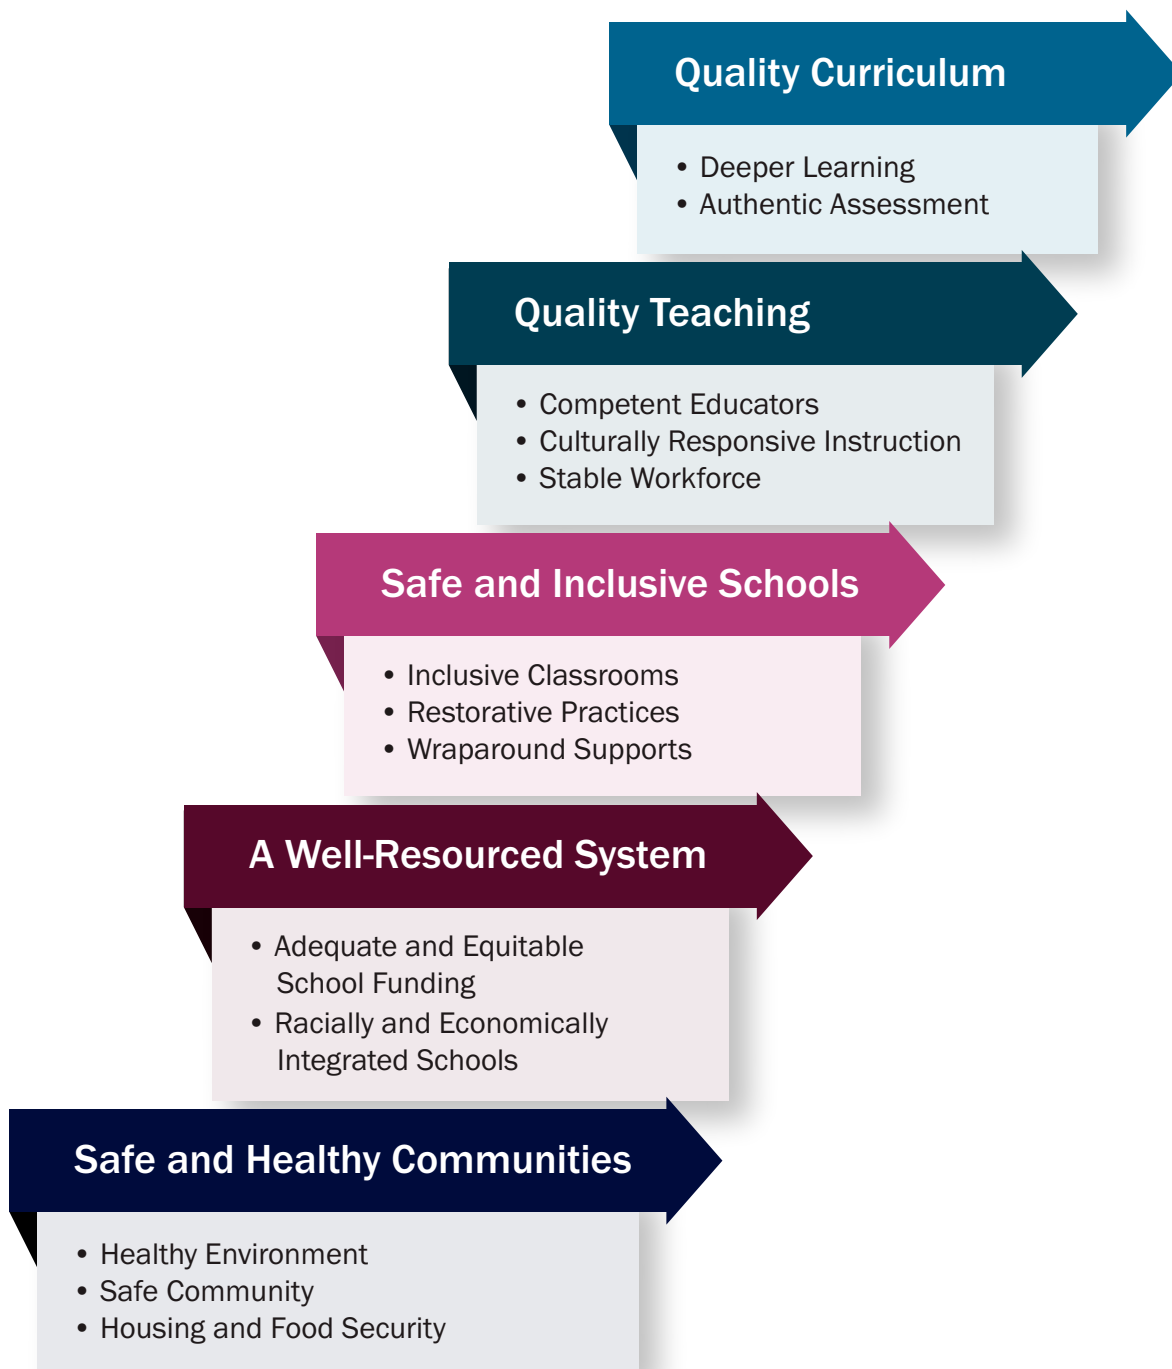 Quality Curriculum
• Deeper Learning
• Authentic Assessment
Quality Teaching
• Competent Educators
• Culturally Responsive Instruction
• Stable Workforce
Safe and Inclusive Schools
• Inclusive Classrooms
• Restorative Practices
• Wraparound Supports
A Well-Resourced System
• Adequate and Equitable
School Funding
• Racially and Economically
Integrated Schools
Safe and Healthy Communities
• Healthy Environment
• Safe Community
• Housing and Food Security